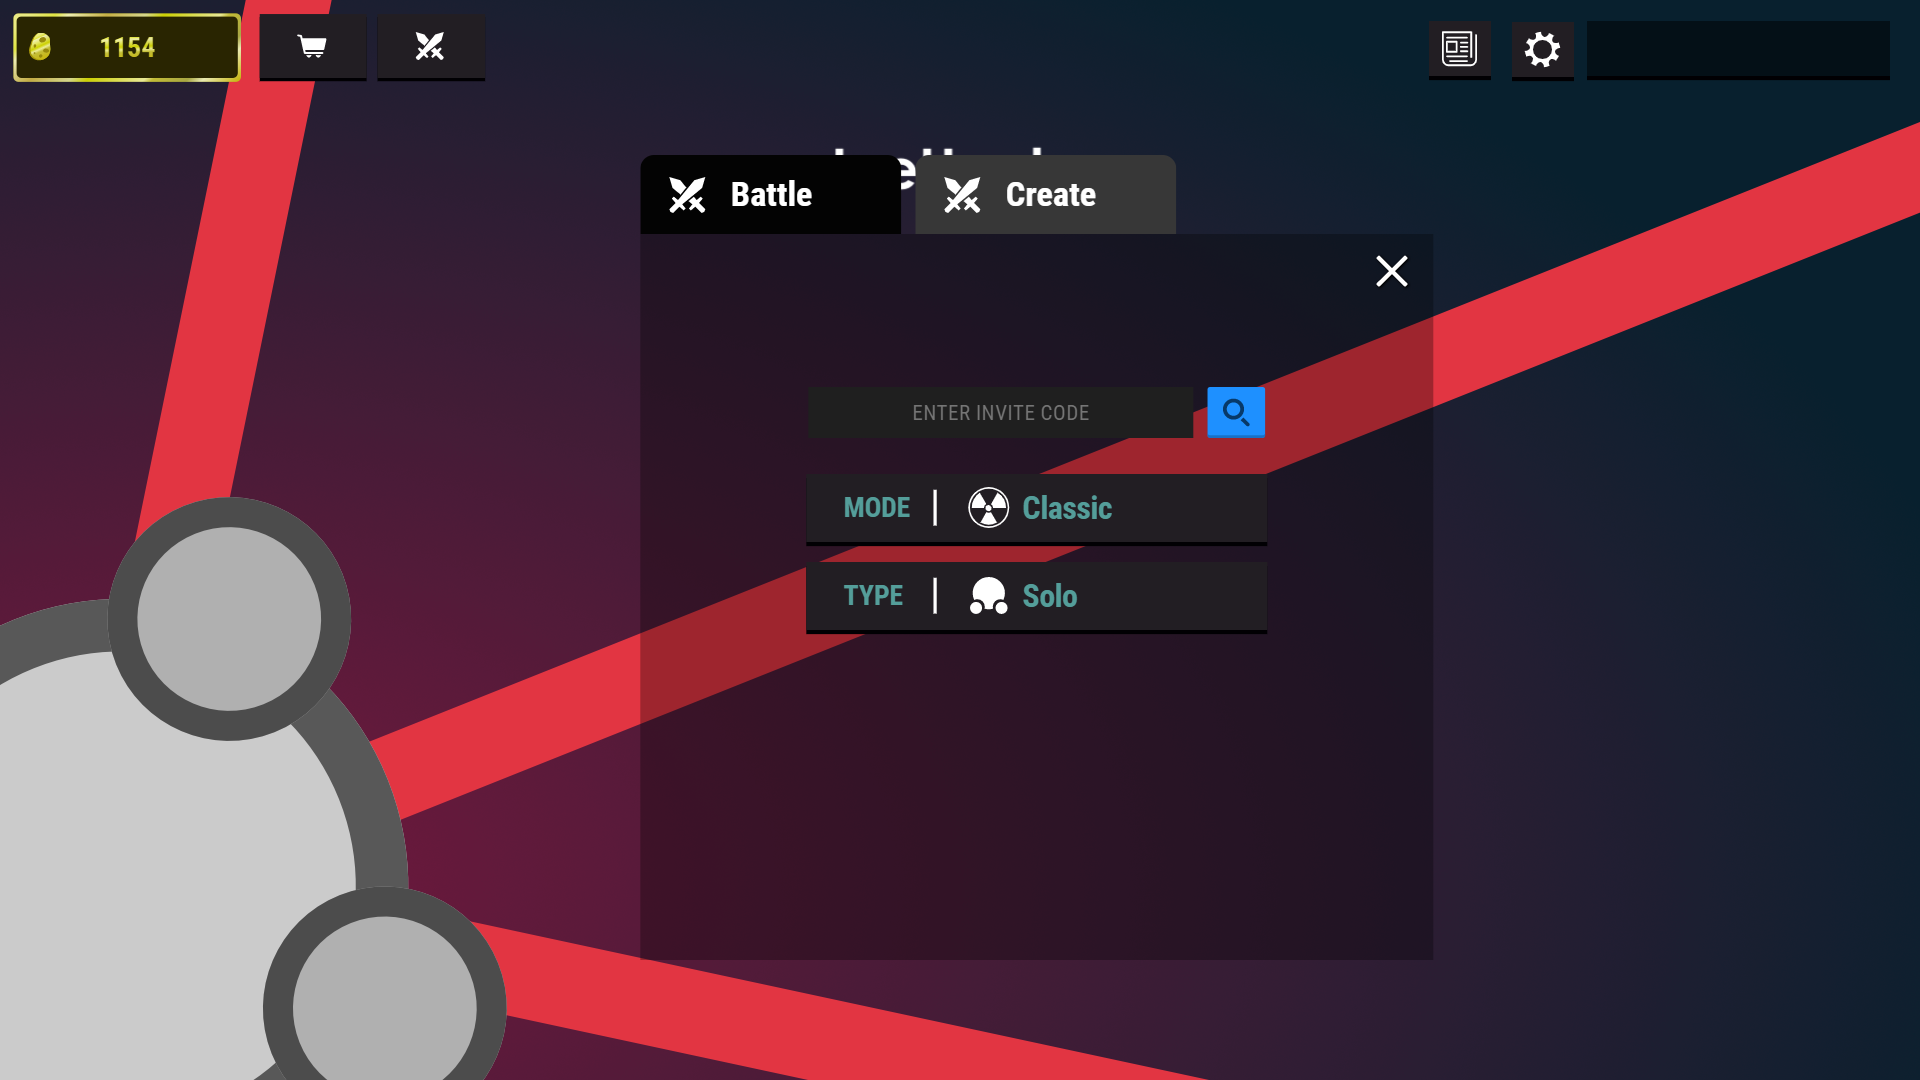 1154
Battle
Create
ENTER INVITE CODE
MODE | Classic
TYPE | Solo